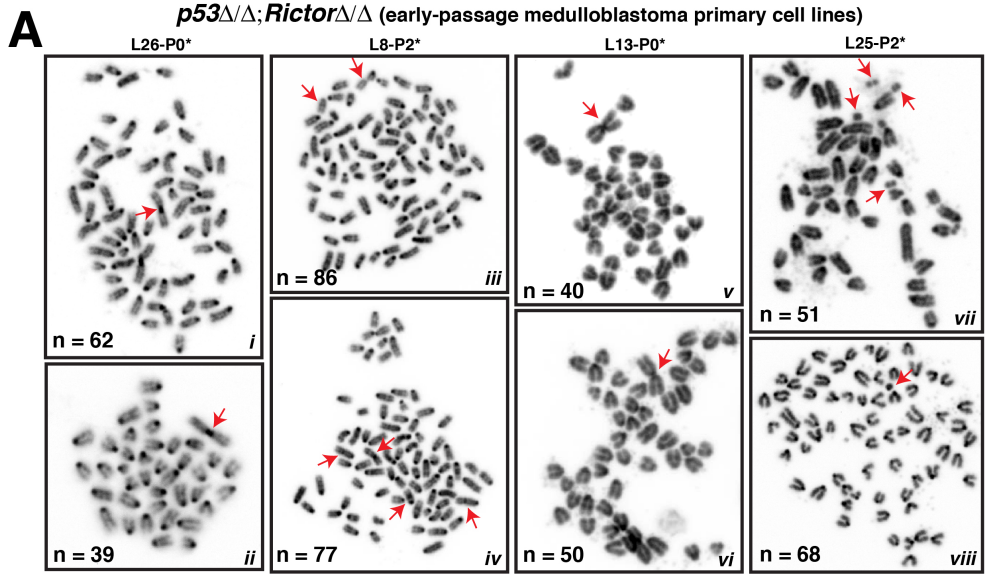 A
p53Δ/Δ;RictorΔ/Δ (early-passage medulloblastoma primary cell lines)
L26-P0*
L8-P2*
L13-P0*
L25-P2*
n = 62
i
n = 86
iii
n = 40
v
n = 51
vii
n = 39
ii
n = 77
iv
n = 50
vi
n = 68
viii